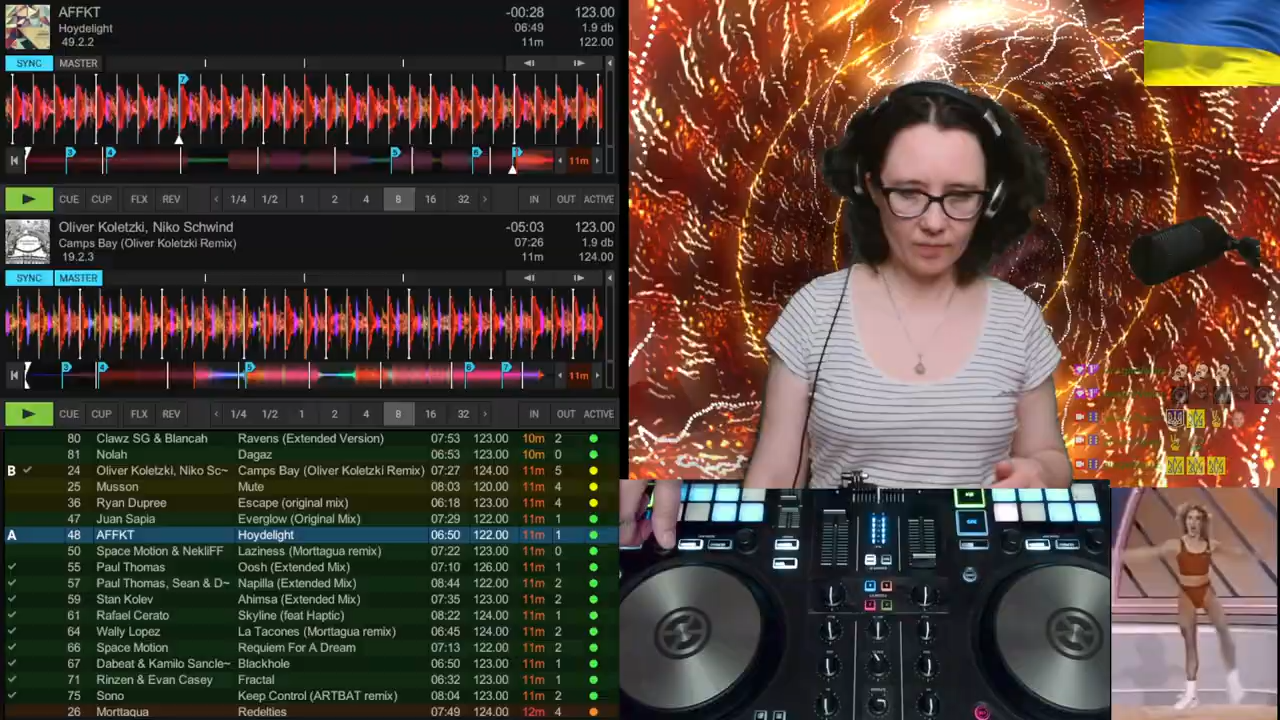 AFFKT -00:28 123.00
Hoydelight 06:49 1.9 db
49.2.2 11m 122.00
SYNC MASTER
7
3 4 5 6 11m
CUE CUP FLX REV 1/4 1/2 1 2 4 8 16 32 IN OUT ACTIVE
Oliver Koletzki, Niko Schwind -05:03 123.00
Camps Bay (Oliver Koletzki Remix) 07:26 1.9 db
19.2.3 11m 124.00
SYNC MASTER
3 4 5 6 7 11m
CUE CUP FLX REV 1/4 1/2 1 2 4 8 16 32 IN OUT ACTIVE
80 Clawz SG & Blancah Ravens (Extended Version) 07:53 123.00 10m 2
81 Nolah Dagaz 06:53 123.00 10m 0
B 24 Oliver Koletzki, Niko Sc~ Camps Bay (Oliver Koletzki Remix) 07:27 124.00 11m 5
25 Musson Mute 08:03 120.00 11m 4
36 Ryan Dupree Escape (original mix) 06:18 123.00 11m 4
47 Juan Sapia Everglow (Original Mix) 07:29 122.00 11m 1
A 48 AFFKT Hoydelight 06:50 122.00 11m 1
50 Space Motion & NekliFF Laziness (Morttagua remix) 07:22 123.00 11m 0
55 Paul Thomas Oosh (Extended Mix) 07:10 126.00 11m 1
57 Paul Thomas, Sean & D~ Napilla (Extended Mix) 08:44 122.00 11m 2
59 Stan Kolev Ahimsa (Extended Mix) 07:35 122.00 11m 2
61 Rafael Cerato Skyline (feat Haptic) 08:22 124.00 11m 1
64 Wally Lopez La Tacones (Morttagua remix) 06:45 124.00 11m 2
66 Space Motion Requiem For A Dream 07:13 122.00 11m 2
67 Dabeat & Kamilo Sancle~ Blackhole 06:50 123.00 11m 1
71 Rinzen & Evan Casey Fractal 06:32 123.00 11m 1
75 Sono Keep Control (ARTBAT remix) 08:04 123.00 11m 2
26 Morttaqua Redelties 07:49 124.00 12m 4